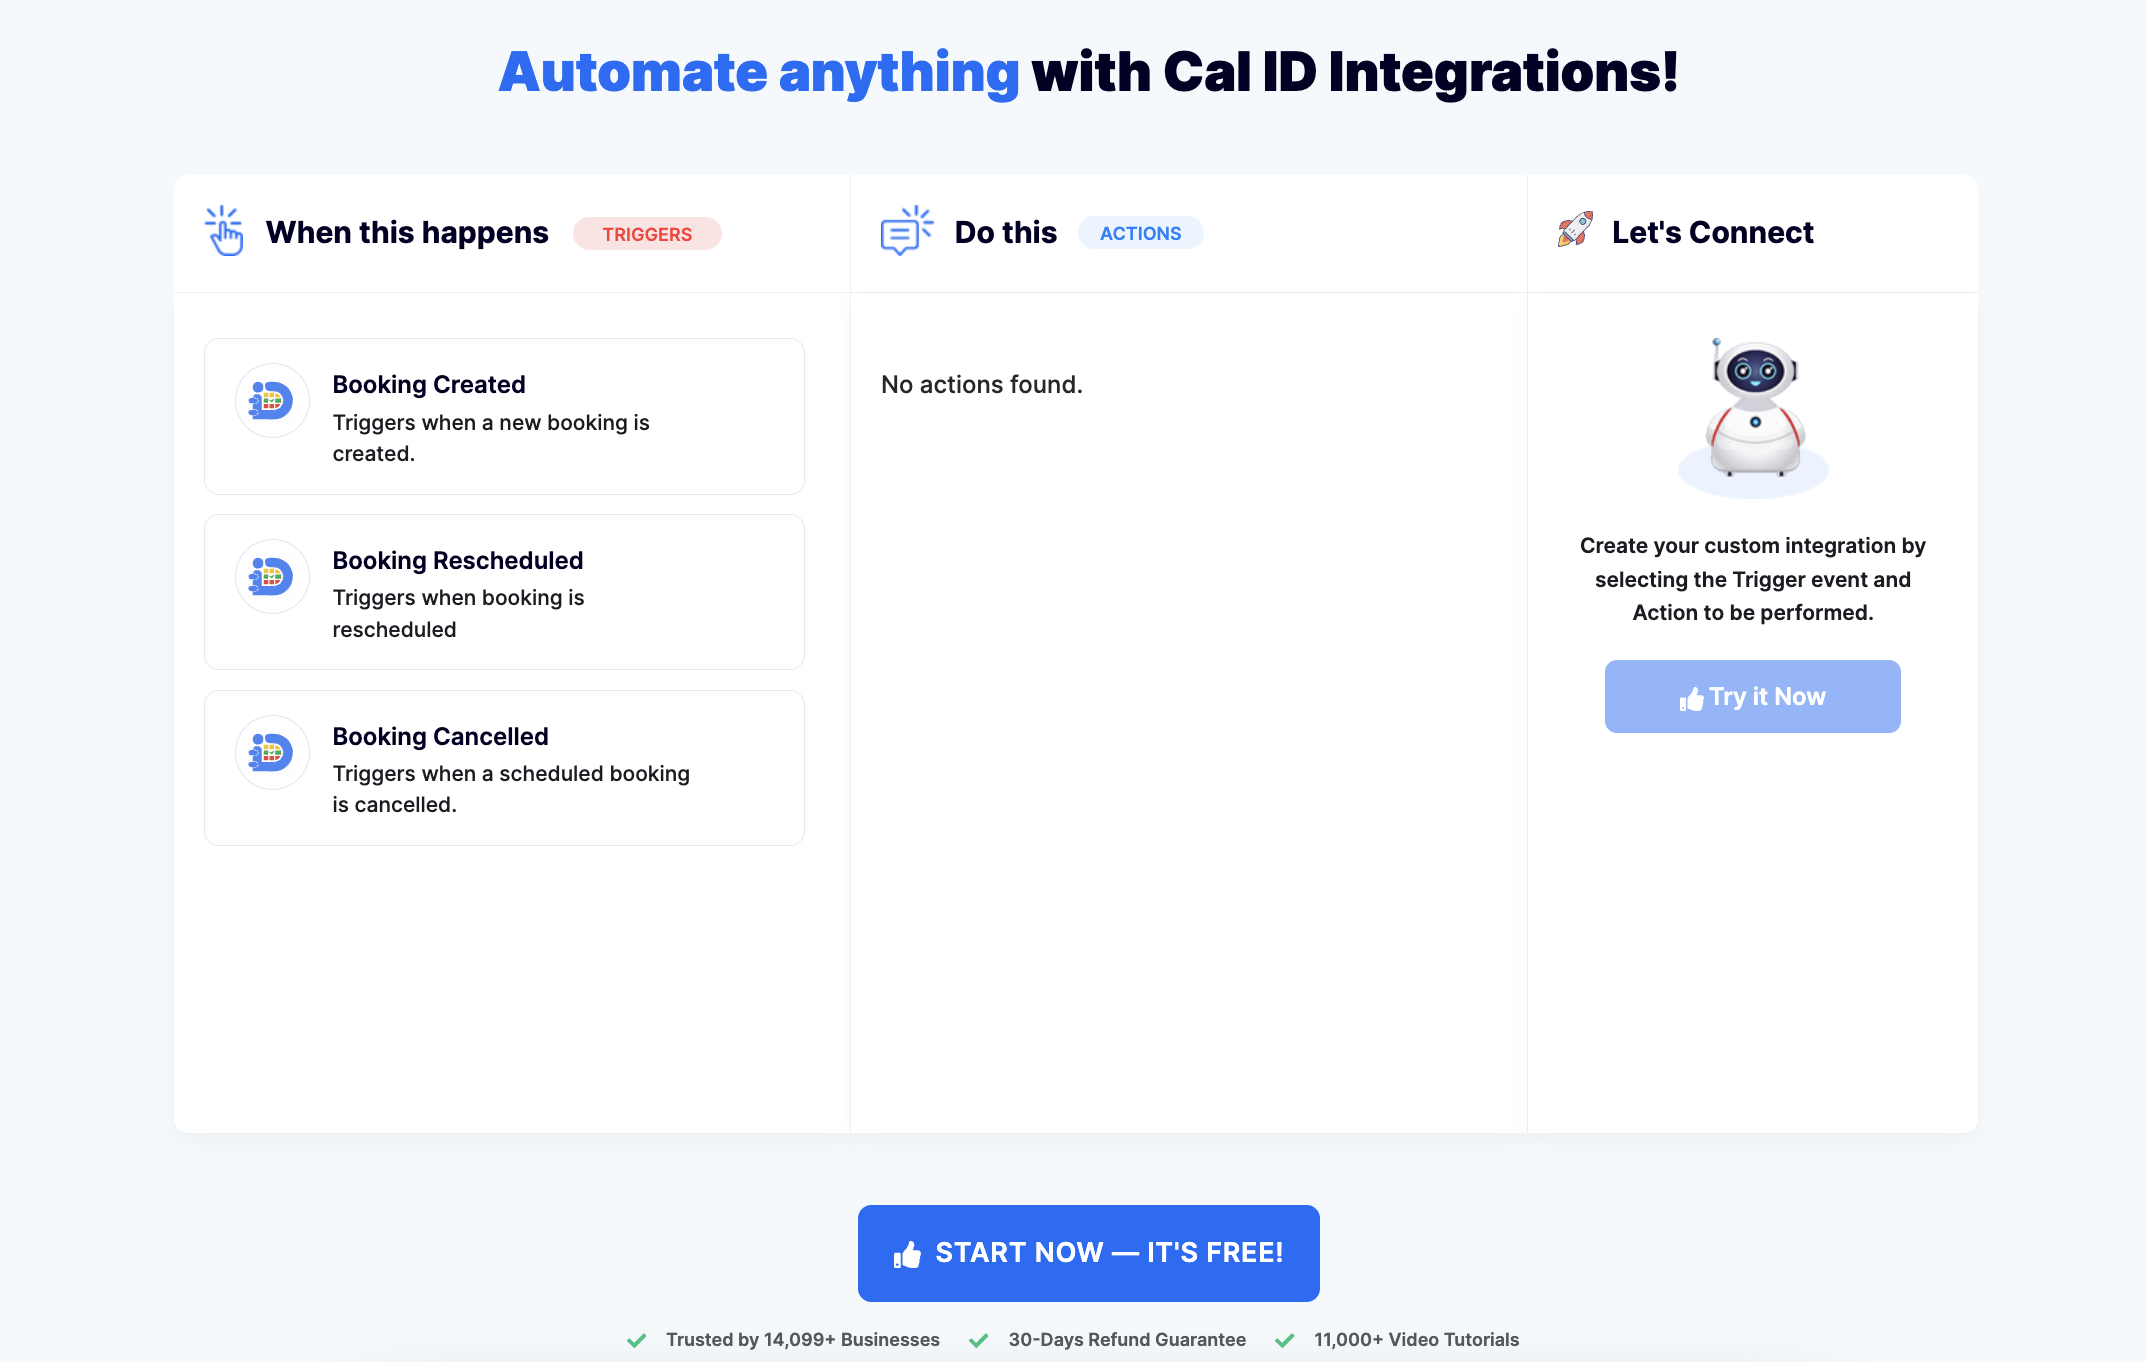 Automate anything with Cal ID Integrations!
When this happens TRIGGERS
Do this ACTIONS
Let's Connect
Booking Created
Triggers when a new booking is
created.
Booking Rescheduled
Triggers when booking is
rescheduled
Booking Cancelled
Triggers when a scheduled booking
is cancelled.
No actions found.
Create your custom integration by
selecting the Trigger event and
Action to be performed.
Try it Now
START NOW — IT'S FREE!
Trusted by 14,099+ Businesses
30-Days Refund Guarantee
11,000+ Video Tutorials